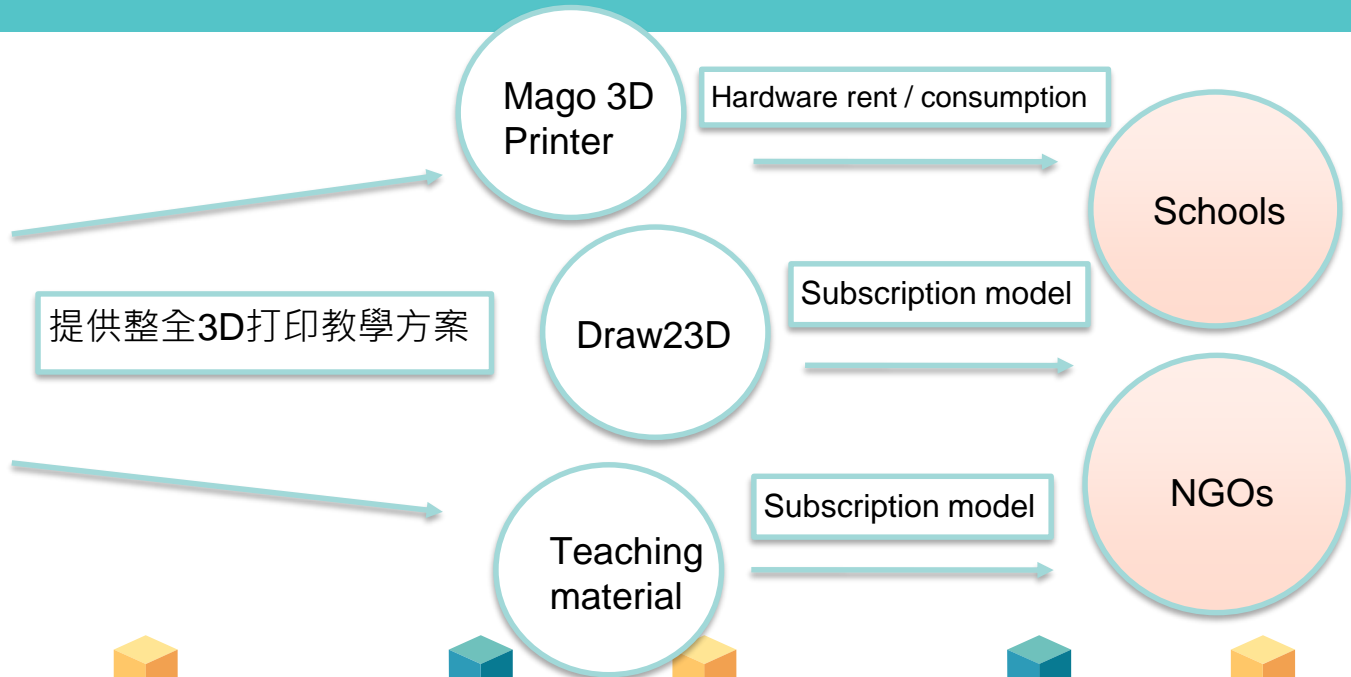 Mago 3D
Printer
Hardware rent / consumption
Schools
提供整全3D打印教學方案
Draw23D
Subscription model
NGOs
Teaching
material
Subscription model